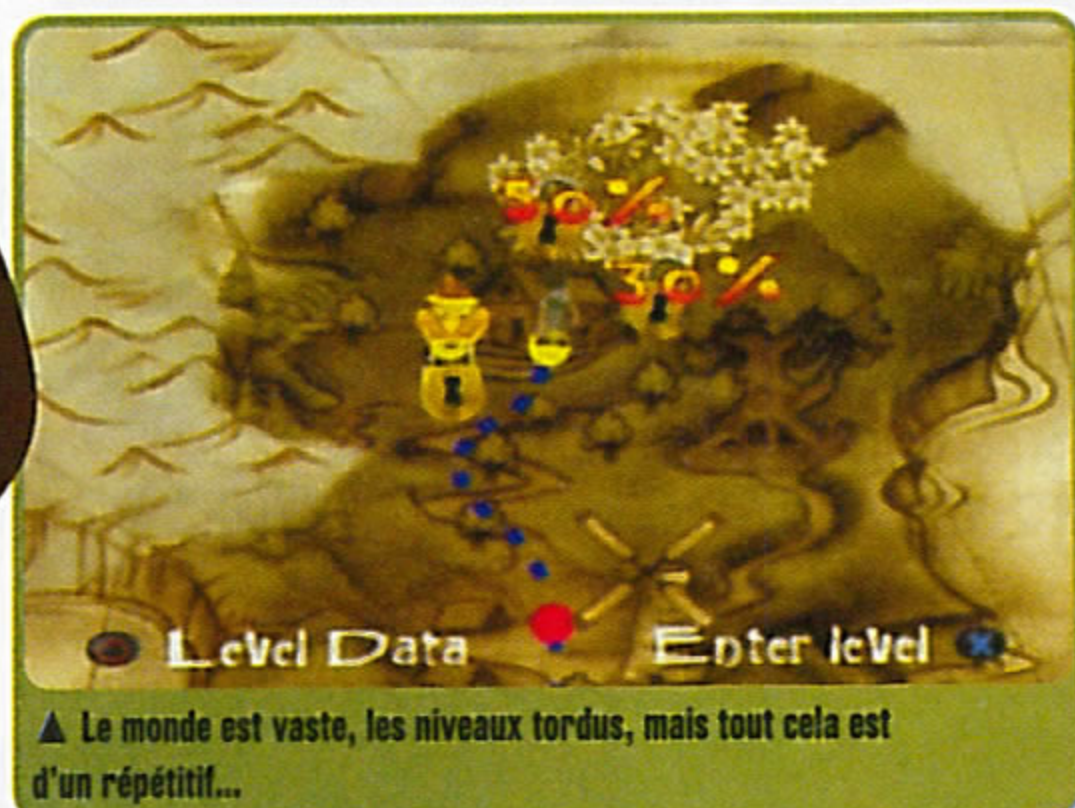 50%
30%
Level Data
Enter level
▲ Le monde est vaste, les niveaux tordus, mais tout cela est
d'un répétitif...